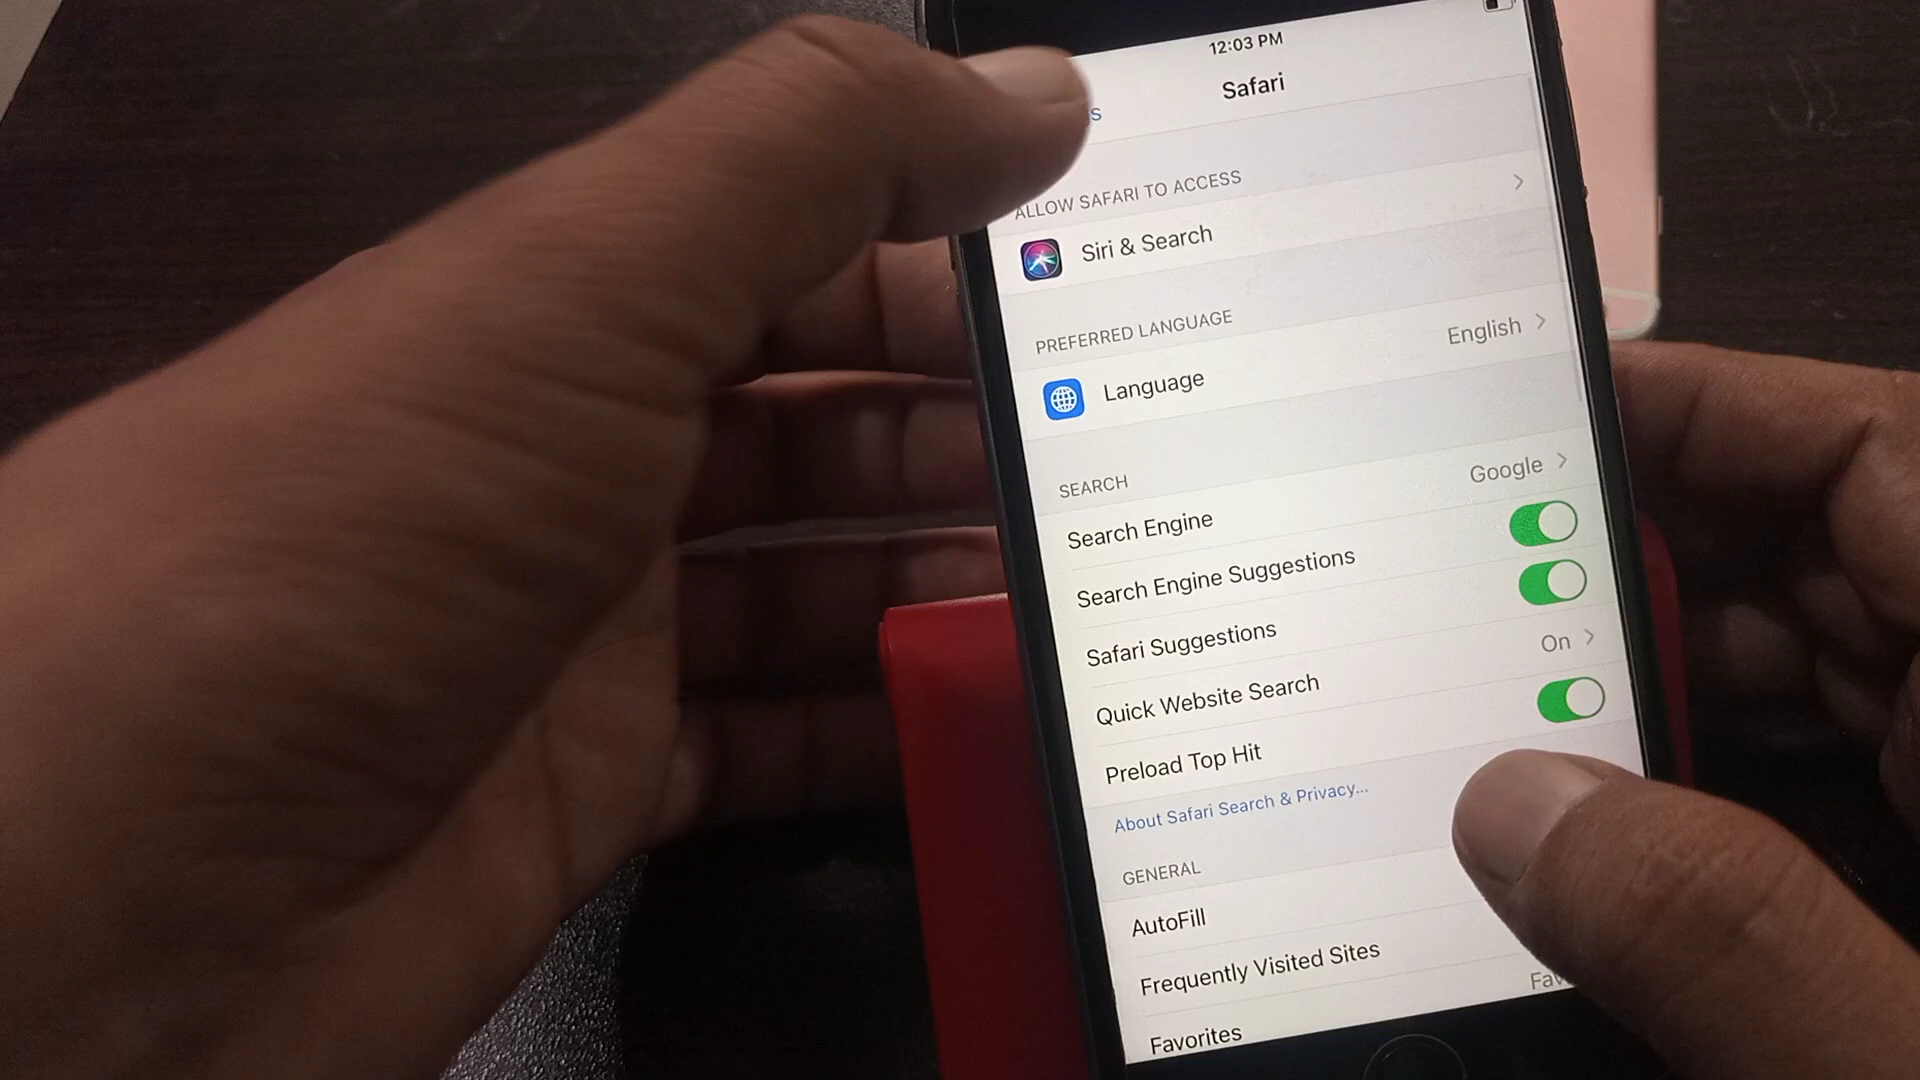 12:03 PM
Safari
ALLOW SAFARI TO ACCESS
Siri & Search
PREFERRED LANGUAGE
Language English
SEARCH
Search Engine Google
Search Engine Suggestions
Safari Suggestions
Quick Website Search On
Preload Top Hit
About Safari Search & Privacy...
GENERAL
AutoFill
Frequently Visited Sites
Favorites